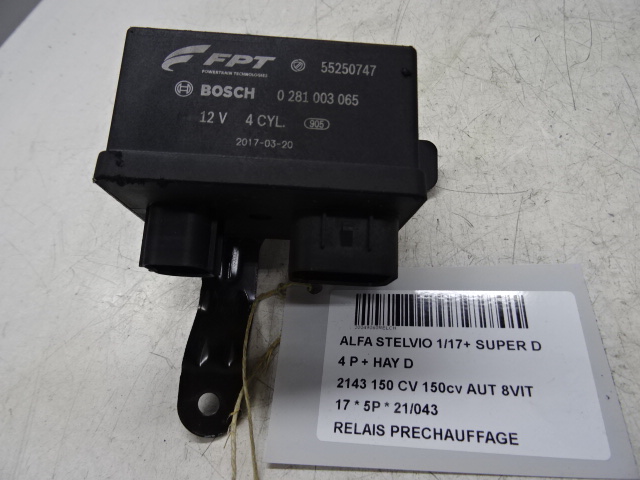 FPT 55250747
POWERTRAIN TECHNOLOGIES
BOSCH 0 281 003 065
12 V 4 CYL. 905
2017-03-20
ALFA STELVIO 1/17+ SUPER D
4 P + HAY D
2143 150 CV 150cv AUT 8VIT
17 * 5P * 21/043
RELAIS PRECHAUFFAGE